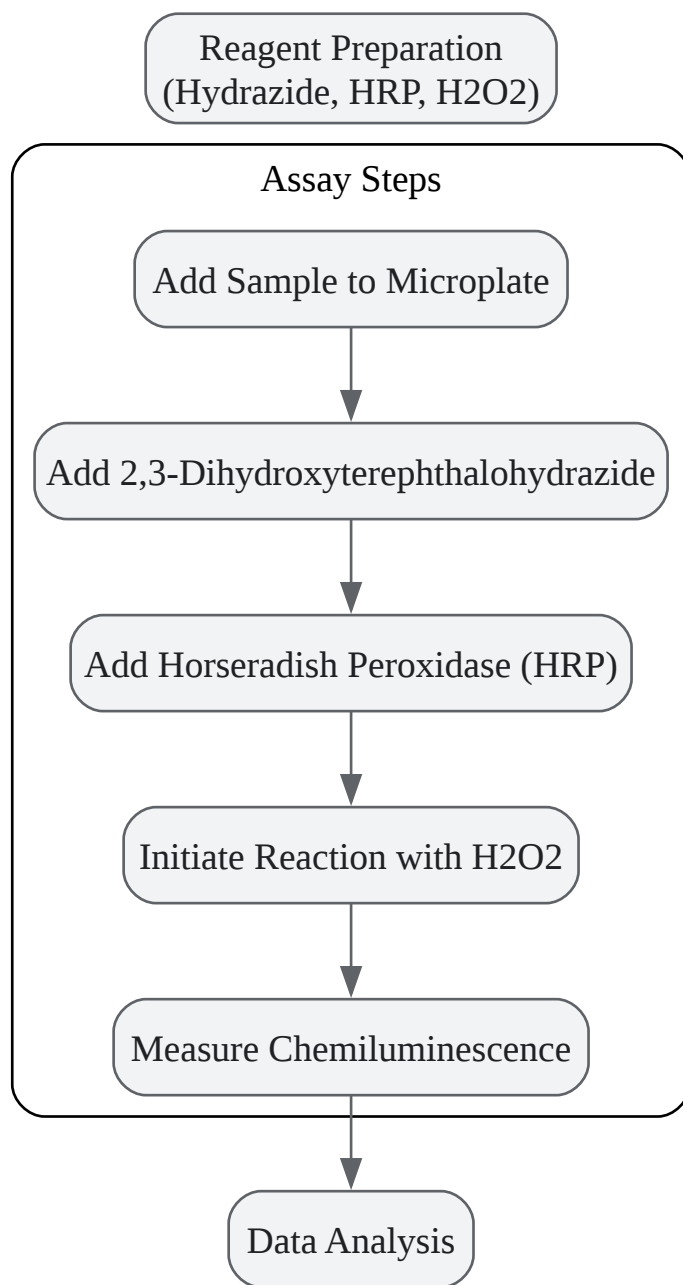 Reagent Preparation
(Hydrazide, HRP, H2O2)
Assay Steps
Add Sample to Microplate
Add 2,3-Dihydroxyterephthalohydrazide
Add Horseradish Peroxidase (HRP)
Initiate Reaction with H2O2
Measure Chemiluminescence
Data Analysis